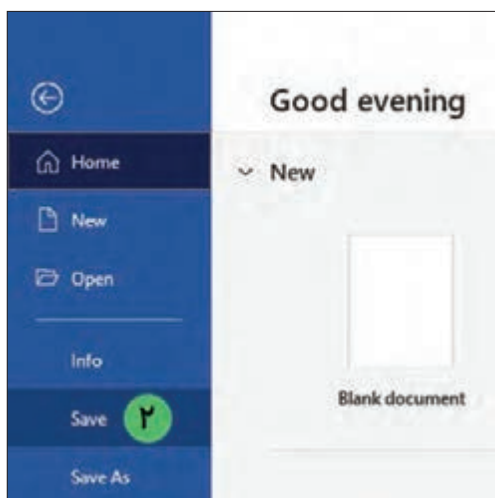 Good evening
Home
New
New
Open
Info
Blank document
Save ۲
Save As